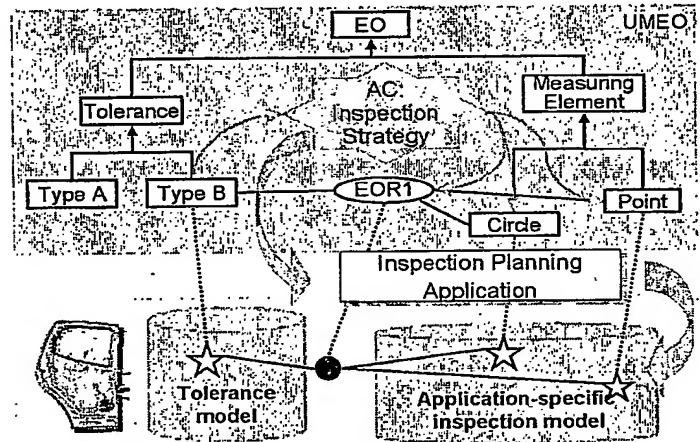 EO
UMEO
Tolerance
AC:
Inspection
Strategy
Measuring
Element
Type A
Type B
EOR1
Point
Circle
Inspection Planning
Application
Tolerance
model
Application-specific
inspection model